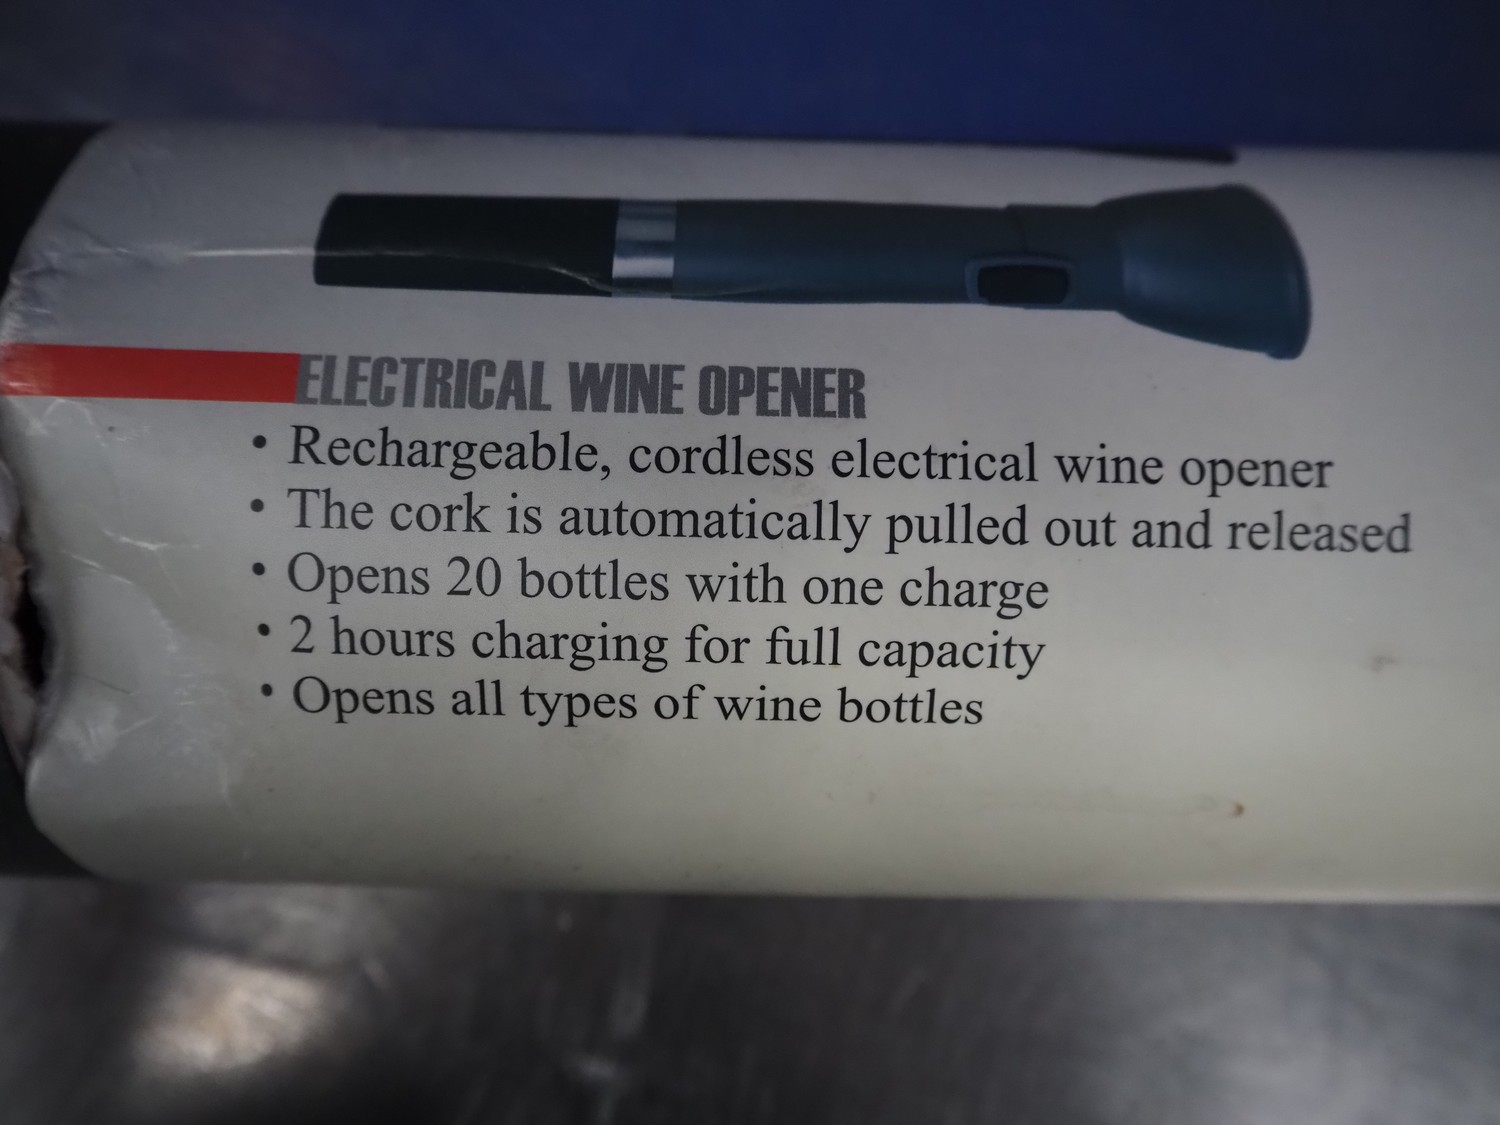 ELECTRICAL WINE OPENER
• Rechargeable, cordless electrical wine opener
• The cork is automatically pulled out and released
• Opens 20 bottles with one charge
• 2 hours charging for full capacity
• Opens all types of wine bottles